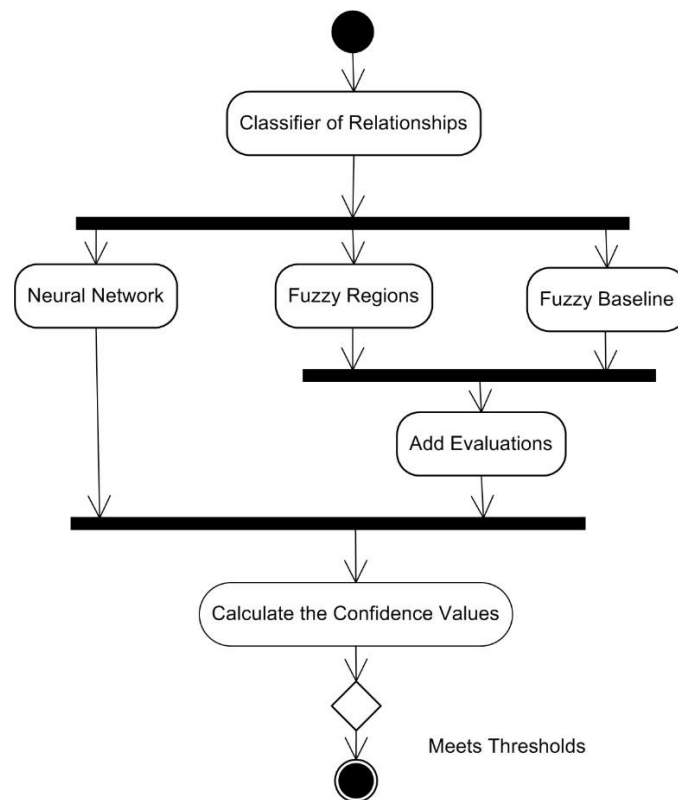 Classifier of Relationships
Neural Network
Fuzzy Regions
Fuzzy Baseline
Add Evaluations
Calculate the Confidence Values
Meets Thresholds